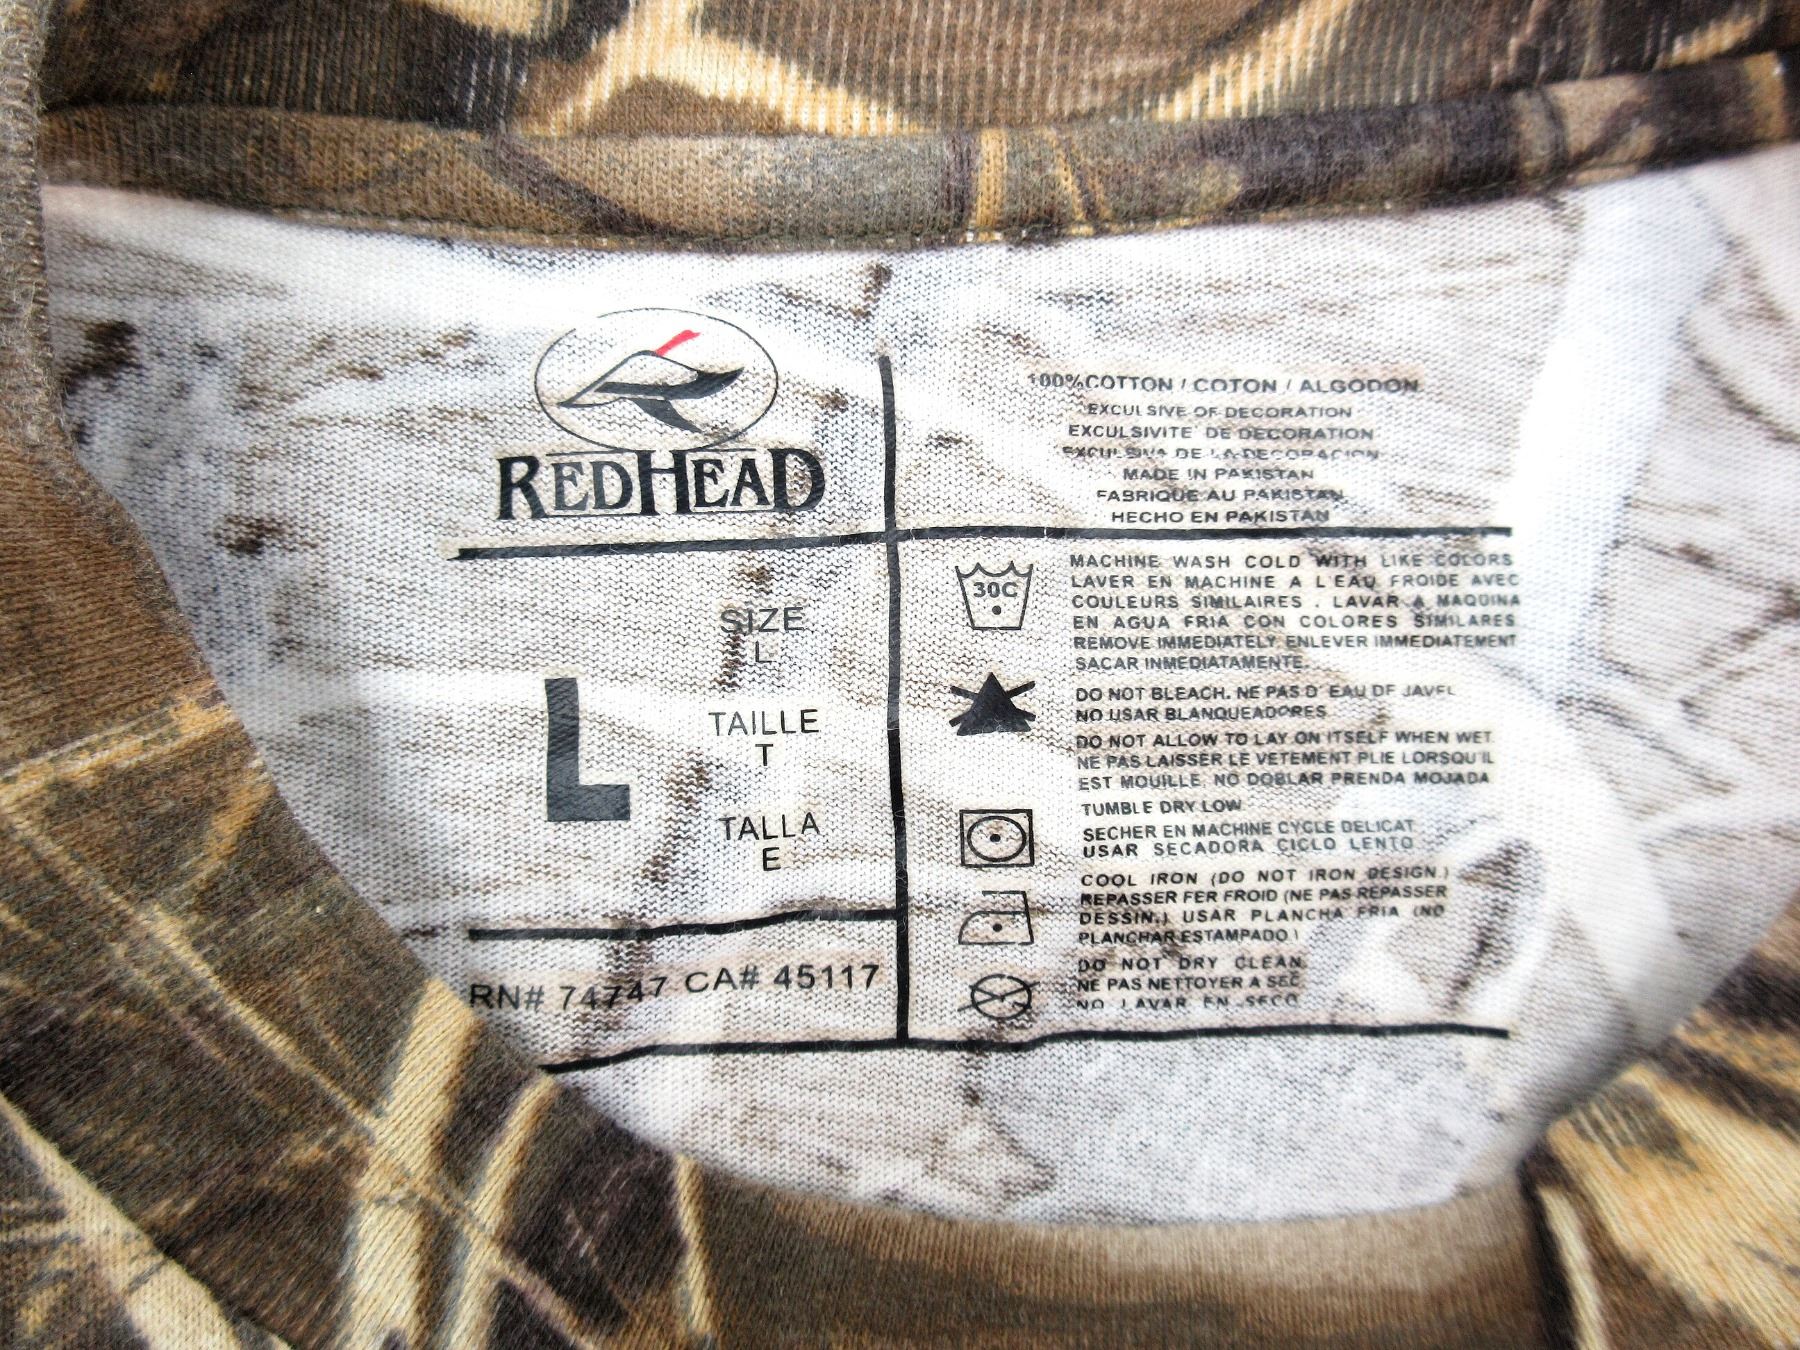 REDHEAD
100% COTTON / COTON / ALGODON
EXCULSIVE OF DECORATION
EXCULSIVITE' DE DECORATION
EXCULSIVA DE LA DECORACION
MADE IN PAKISTAN
FABRIQUE AU PAKISTAN
HECHO EN PAKISTAN
L
SIZE
L
TAILLE
T
TALLA
E
RN# 74747 CA# 45117
30C
MACHINE WASH COLD WITH LIKE COLORS
LAVER EN MACHINE A L'EAU FROIDE AVEC
COULEURS SIMILAIRES . LAVAR A MAQUINA
EN AGUA FRIA CON COLORES SIMILARES
REMOVE IMMEDIATELY. ENLEVER IMMEDIATEMENT
SACAR INMEDIATAMENTE.
DO NOT BLEACH. NE PAS D' EAU DE JAVEL
NO USAR BLANQUEADORES
DO NOT ALLOW TO LAY ON ITSELF WHEN WET.
NE PAS LAISSER LE VETEMENT PLIE LORSQU'IL
EST MOUILLE. NO DOBLAR PRENDA MOJADA
TUMBLE DRY LOW
SECHER EN MACHINE CYCLE DELICAT
USAR SECADORA CICLO LENTO
COOL IRON (DO NOT IRON DESIGN.)
REPASSER FER FROID (NE PAS REPASSER
DESSIN.) USAR PLANCHA FRIA (NO
PLANCHAR ESTAMPADO.)
DO NOT DRY CLEAN.
NE PAS NETTOYER A SEC
NO LAVAR EN SECO